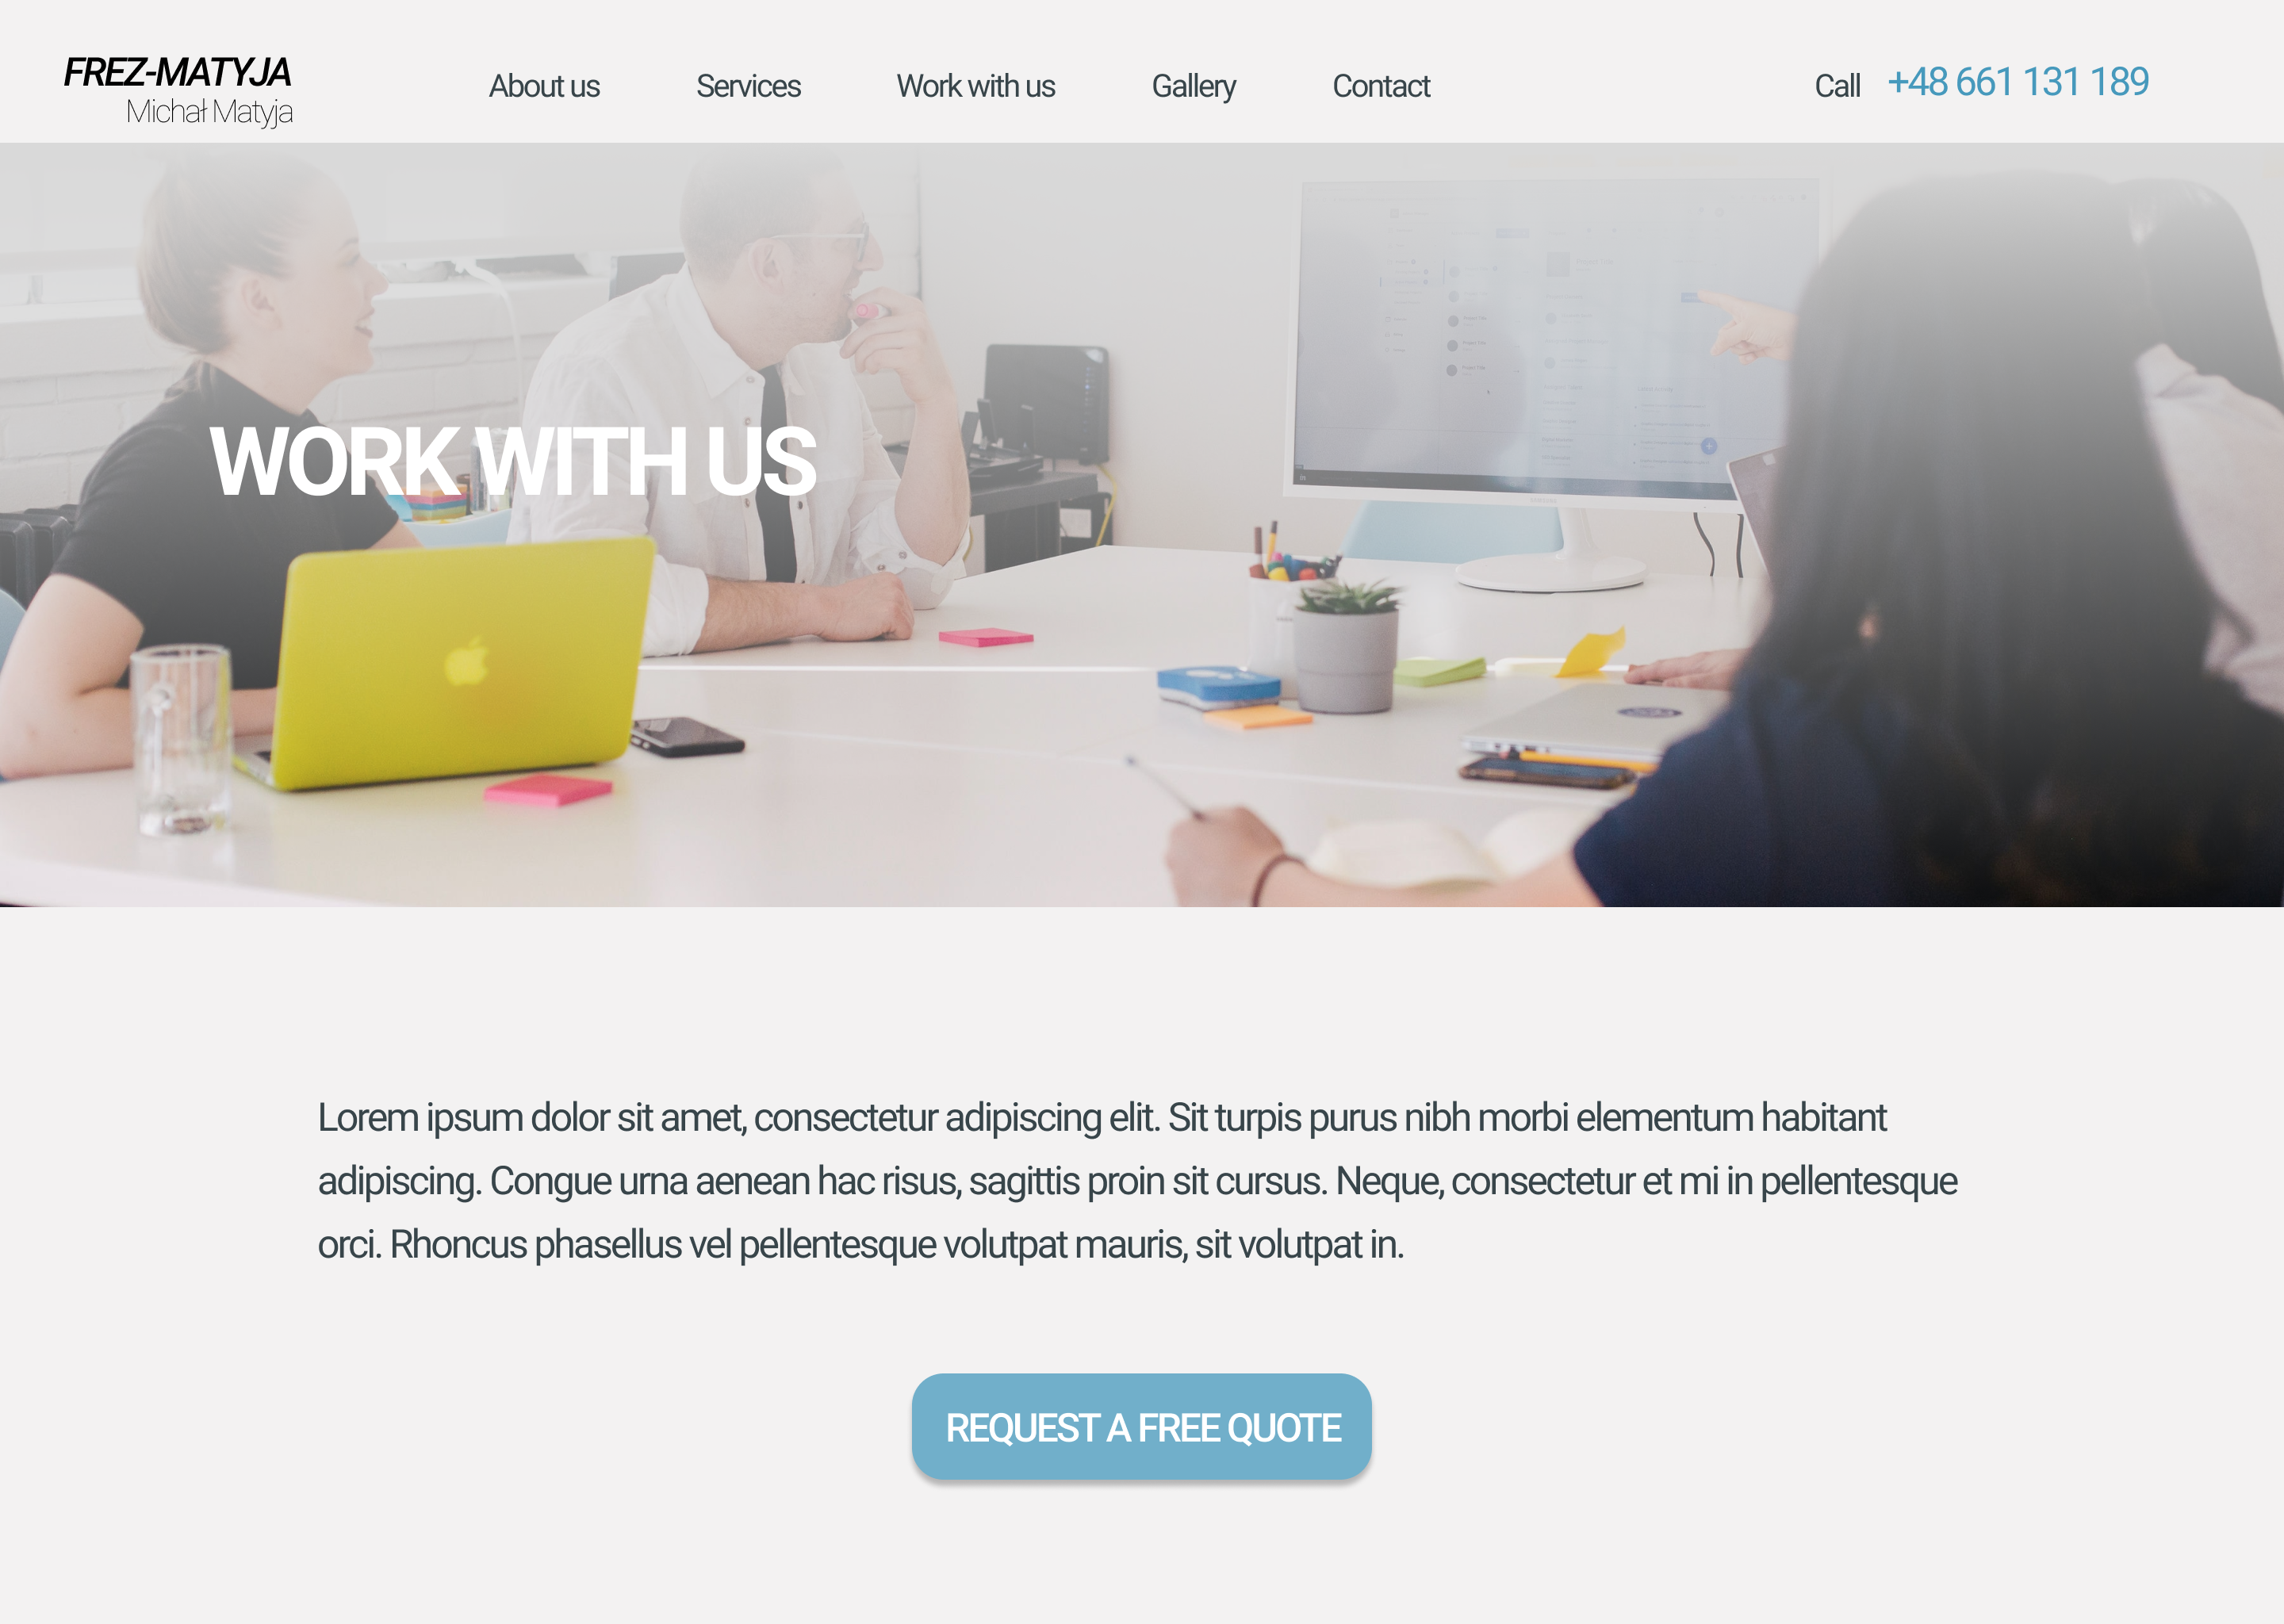 FREZ-MATYJA
Michał Matyja
About us
Services
Work with us
Gallery
Contact
Call +48 661 131 189
WORK WITH US
Lorem ipsum dolor sit amet, consectetur adipiscing elit. Sit turpis purus nibh morbi elementum habitant
adipiscing. Congue urna aenean hac risus, sagittis proin sit cursus. Neque, consectetur et mi in pellentesque
orci. Rhoncus phasellus vel pellentesque volutpat mauris, sit volutpat in.
REQUEST A FREE QUOTE